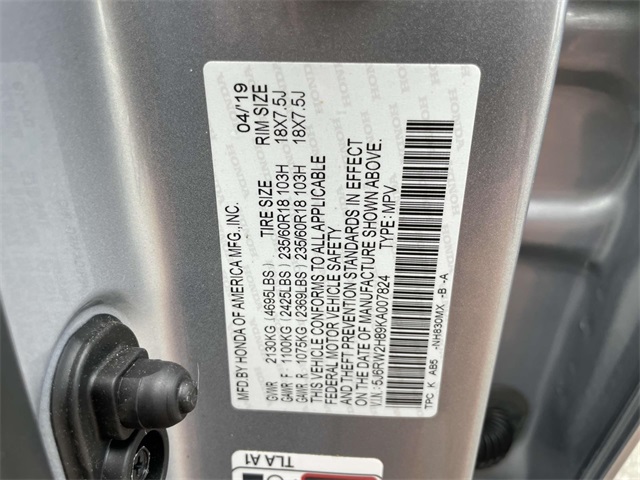 MFD.BY HONDA OF AMERICA MFG.,INC. 04/'19
TIRE SIZE RIM SIZE
GVWR 2130KG (4695LBS)
GAWR F 1100KG (2425LBS) 235/60R18 103H 18X7.5J
GAWR R 1075KG (2369LBS) 235/60R18 103H 18X7.5J
THIS VEHICLE CONFORMS TO ALL APPLICABLE
FEDERAL MOTOR VEHICLE SAFETY
AND THEFT PREVENTION STANDARDS IN EFFECT
ON THE DATE OF MANUFACTURE SHOWN ABOVE.
V.I.N.: 5J6RW2H89KA007824 TYPE: MPV
TPC K AB5 -NH830MX -B -A
TLA A1